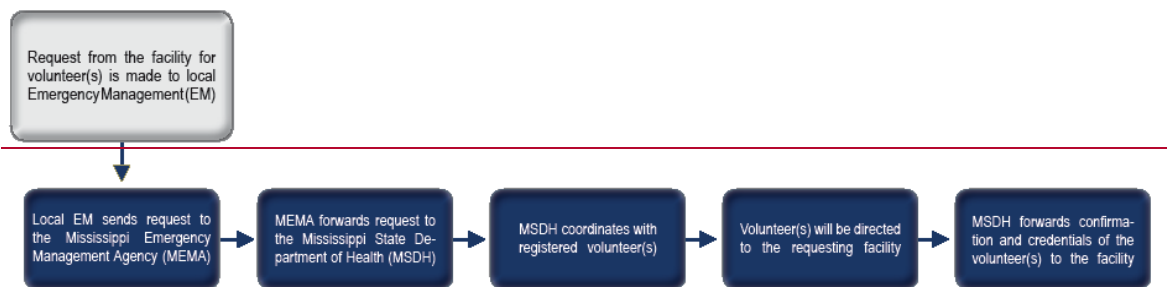 Request from the facility for
volunteer(s) is made to local
Emergency Management (EM)
Local EM sends request to
the Mississippi Emergency
Management Agency (MEMA)
MEMA forwards request to
the Mississippi State De-
partment of Health (MSDH)
MSDH coordinates with
registered volunteer(s)
Volunteer(s) will be directed
to the requesting facility
MSDH forwards confirma-
tion and credentials of the
volunteer(s) to the facility